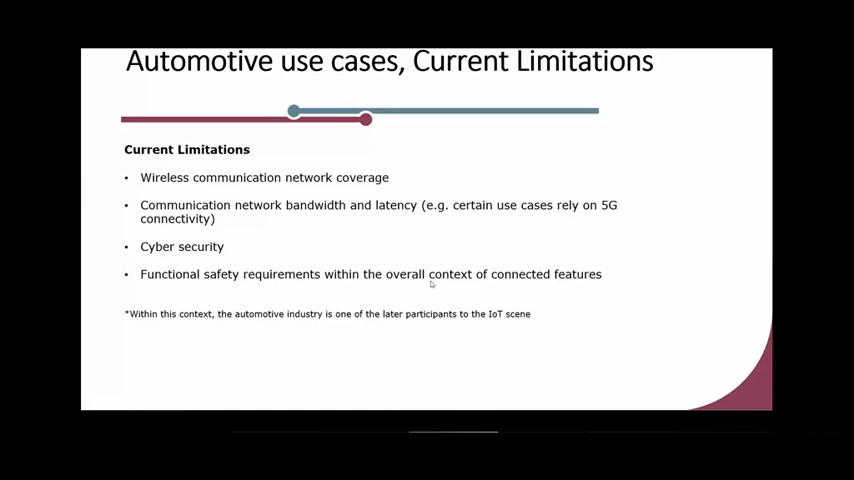 Automotive use cases, Current Limitations
Current Limitations
• Wireless communication network coverage
• Communication network bandwidth and latency (e.g. certain use cases rely on 5G
connectivity)
• Cyber security
• Functional safety requirements within the overall context of connected features
*Within this context, the automotive industry is one of the later participants to the IoT scene